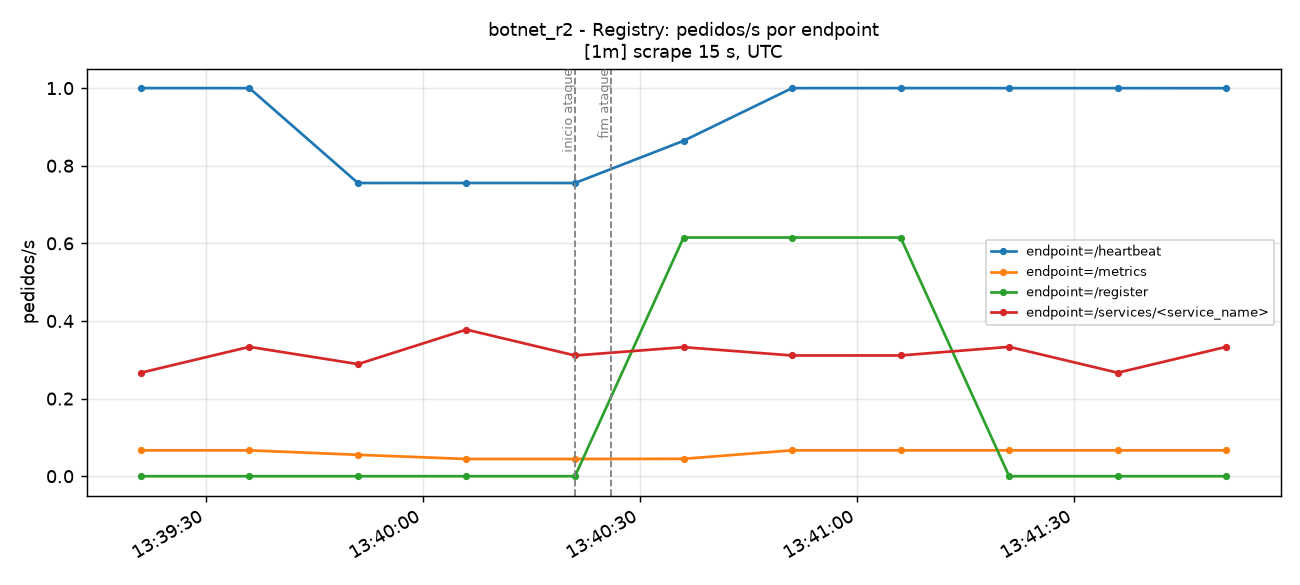 botnet_r2 - Registry: pedidos/s por endpoint
[1m] scrape 15 s, UTC
pedidos/s
1.0
0.8
0.6
0.4
0.2
0.0
inicio ataque
fim ataque
endpoint=/heartbeat
endpoint=/metrics
endpoint=/register
endpoint=/services/<service_name>
13:39:30
13:40:00
13:40:30
13:41:00
13:41:30